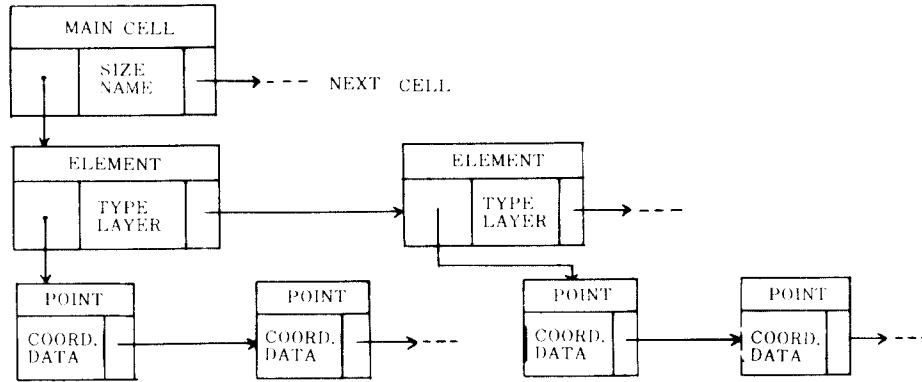 MAIN CELL
SIZE
NAME
NEXT CELL
ELEMENT
TYPE
LAYER
ELEMENT
TYPE
LAYER
POINT
COORD.
DATA
POINT
COORD.
DATA
POINT
COORD.
DATA
POINT
COORD.
DATA